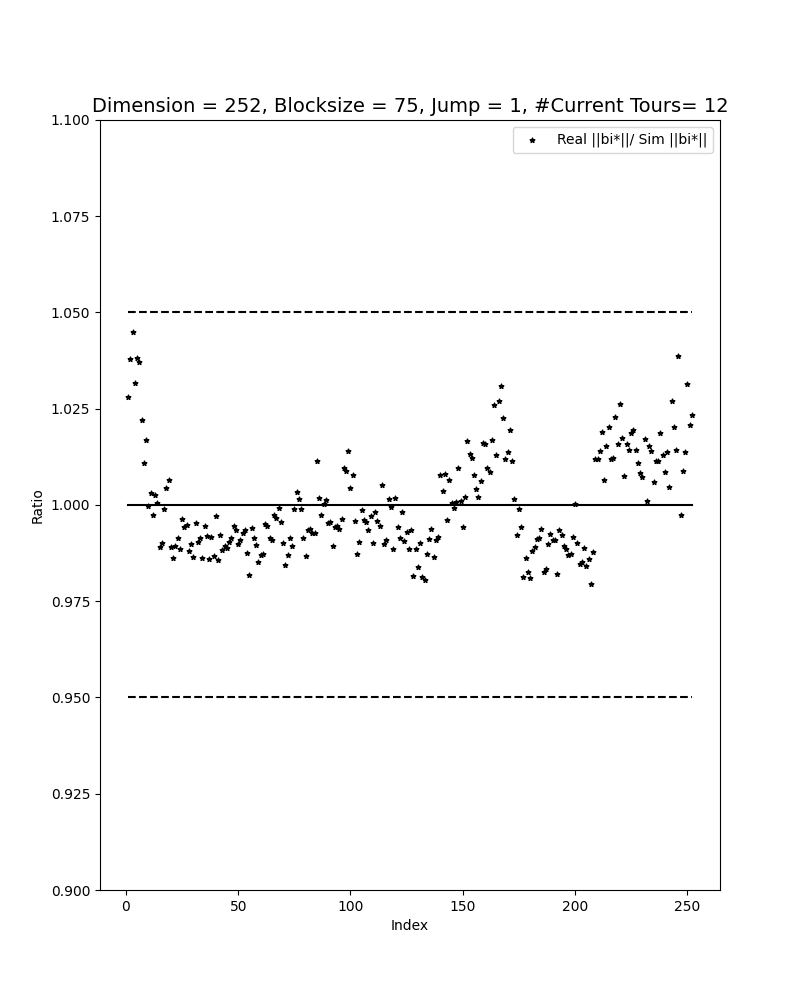 Dimension = 252, Blocksize = 75, Jump = 1, #Current Tours= 12
1.100
Real ||bi*||/ Sim ||bi*||
1.075
1.050
1.025
1.000
Ratio
0.975
0.950
0.925
0.900
0 50 100 150 200 250
Index